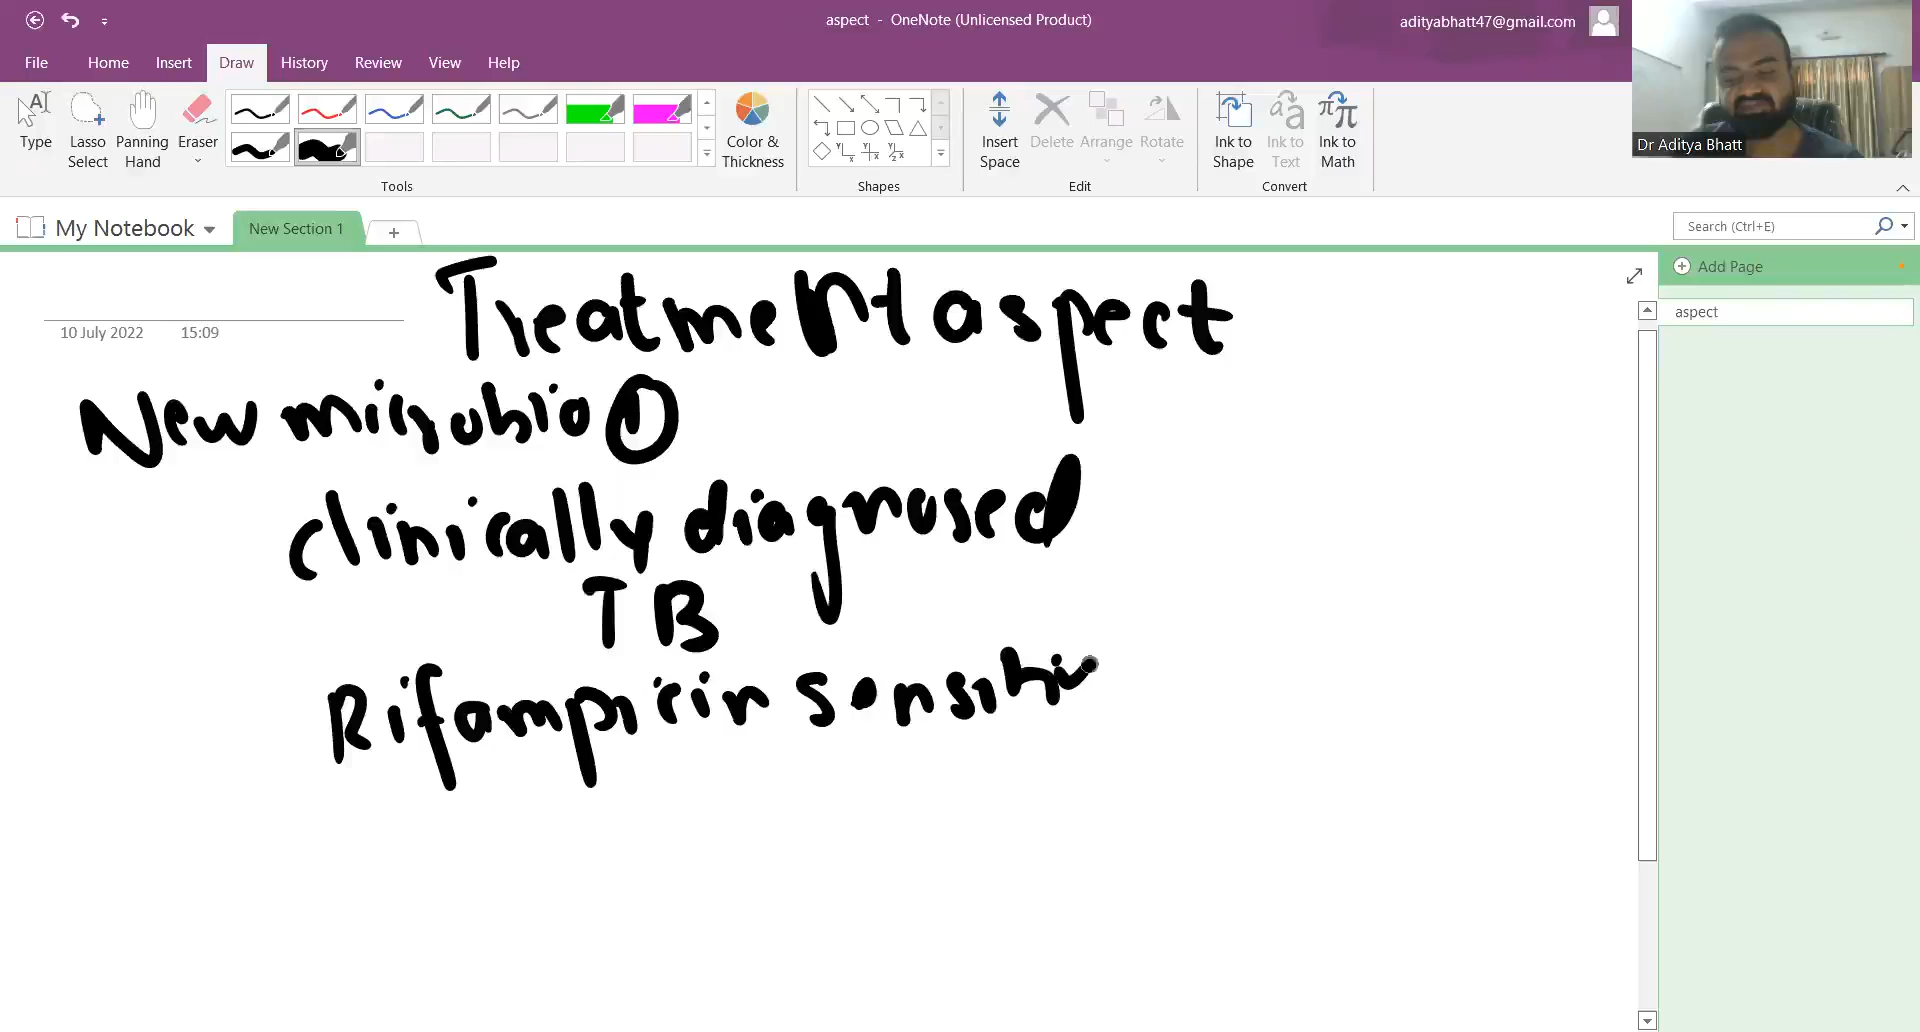 aspect - OneNote (Unlicensed Product)
adityabhatt47@gmail.com
File Home Insert Draw History Review View Help
Type
Lasso Select
Panning Hand
Eraser
Color & Thickness
Insert Space
Delete
Arrange
Rotate
Ink to Shape
Ink to Text
Ink to Math
Tools Shapes Edit Convert
Dr Aditya Bhatt
My Notebook
New Section 1
Search (Ctrl+E)
Add Page
aspect
10 July 2022 15:09
Treatment aspect
New microbio
clinically diagnosed
TB
Rifampicin sensiti